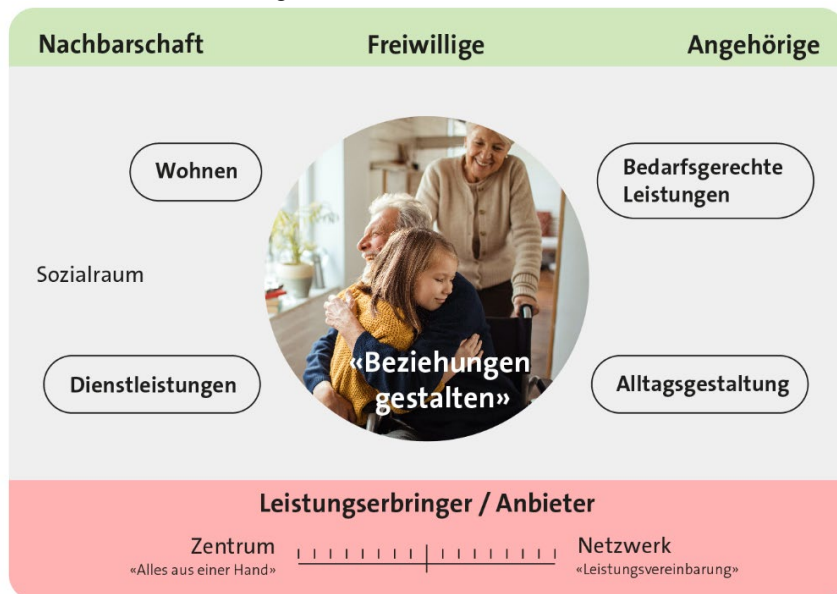 Nachbarschaft Freiwillige Angehörige
Wohnen
Bedarfsgerechte
Leistungen
Sozialraum
«Beziehungen
gestalten»
Dienstleistungen
Alltagsgestaltung
Leistungserbringer / Anbieter
Zentrum
«Alles aus einer Hand»
Netzwerk
«Leistungsvereinbarung»